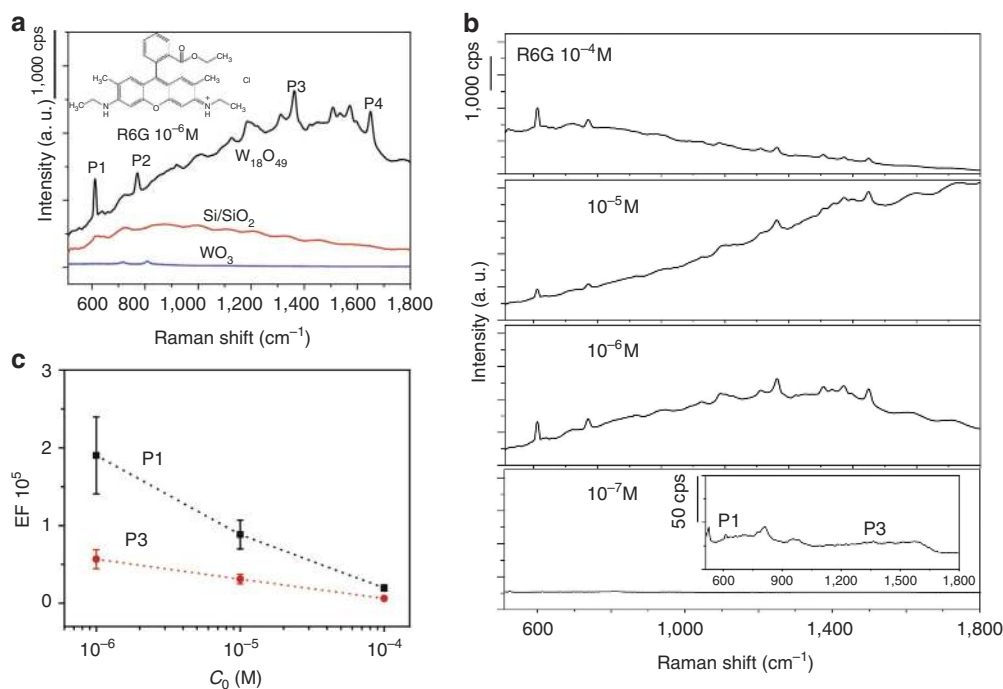 a
1,000 cps
Intensity (a. u.)
O
O
CH₃
H₃C
CH₃
Cl
H₃C
N
H
O
N
H
+
CH₃
R6G 10⁻⁶M
P1
P2
P3
P4
W₁₈O₄₉
Si/SiO₂
WO₃
600 800 1,000 1,200 1,400 1,600 1,800
Raman shift (cm⁻¹)
b
1,000 cps
Intensity (a. u.)
R6G 10⁻⁴M
10⁻⁵M
10⁻⁶M
10⁻⁷M
50 cps
P1
P3
600 900 1,200 1,500 1,800
600 1,000 1,400 1,800
Raman shift (cm⁻¹)
c
EF 10⁵
3
2
1
0
P1
P3
10⁻⁶ 10⁻⁵ 10⁻⁴
C₀ (M)